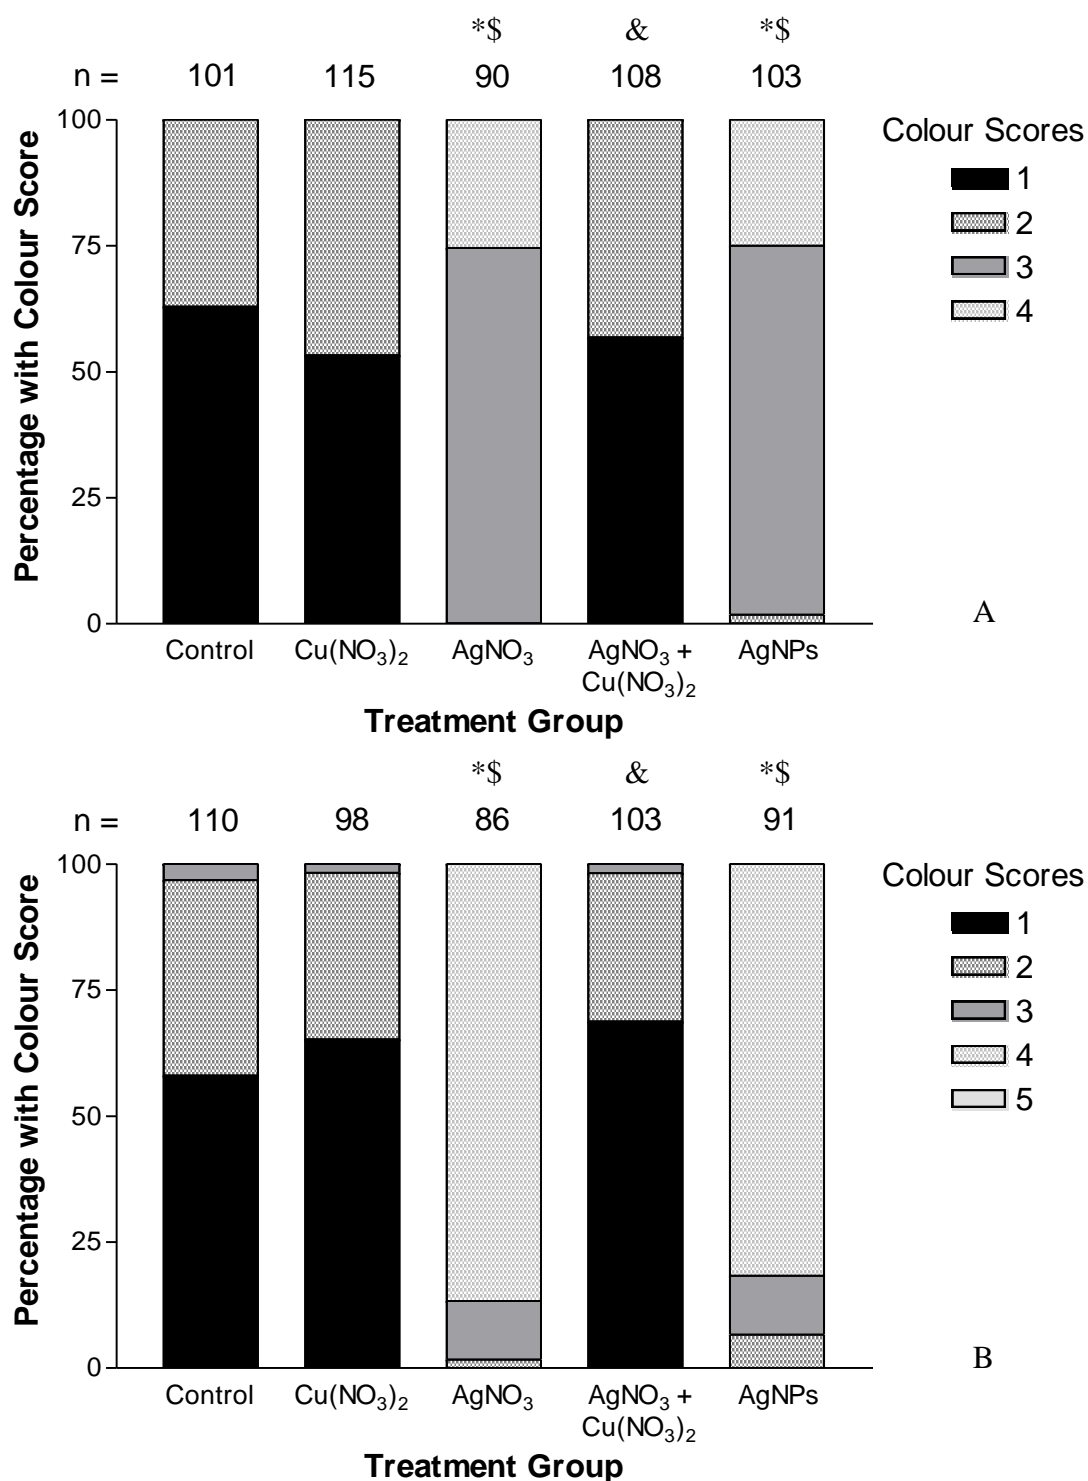 *$ & *$
n = 101 115 90 108 103
Colour Scores
1
2
3
4
Percentage with Colour Score
100
75
50
25
0
Control Cu(NO₃)₂ AgNO₃ AgNO₃ + AgNPs
Cu(NO₃)₂
A
Treatment Group
*$ & *$
n = 110 98 86 103 91
Colour Scores
1
2
3
4
5
Percentage with Colour Score
100
75
50
25
0
Control Cu(NO₃)₂ AgNO₃ AgNO₃ + AgNPs
Cu(NO₃)₂
B
Treatment Group